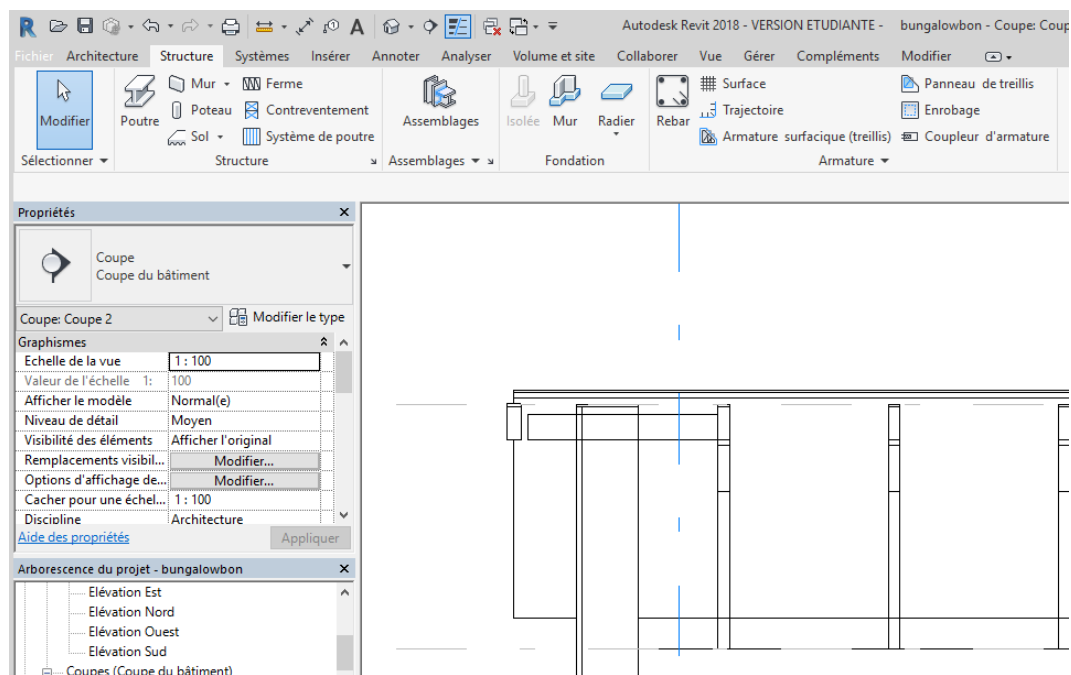 Autodesk Revit 2018 - VERSION ETUDIANTE - bungalowbon - Coupe: Coup
Fichier Architecture Structure Systèmes Insérer Annoter Analyser Volume et site Collaborer Vue Gérer Compléments Modifier
Mur Ferme Surface Panneau de treillis
Modifier Poutre Poteau Contreventement Assemblages Isolée Mur Radier Rebar Trajectoire Enrobage
Sol Système de poutre Armature surfacique (treillis) Coupleur d'armature
Sélectionner Structure Assemblages Fondation Armature
Propriétés
Coupe
Coupe du bâtiment
Coupe: Coupe 2 Modifier le type
Graphismes
Echelle de la vue 1 : 100
Valeur de l'échelle 1: 100
Afficher le modèle Normal(e)
Niveau de détail Moyen
Visibilité des éléments Afficher l'original
Remplacements visibil... Modifier...
Options d'affichage de... Modifier...
Cacher pour une échel... 1 : 100
Discipline Architecture
Aide des propriétés Appliquer
Arborescence du projet - bungalowbon
Elévation Est
Elévation Nord
Elévation Ouest
Elévation Sud
Coupes (Coupe du bâtiment)